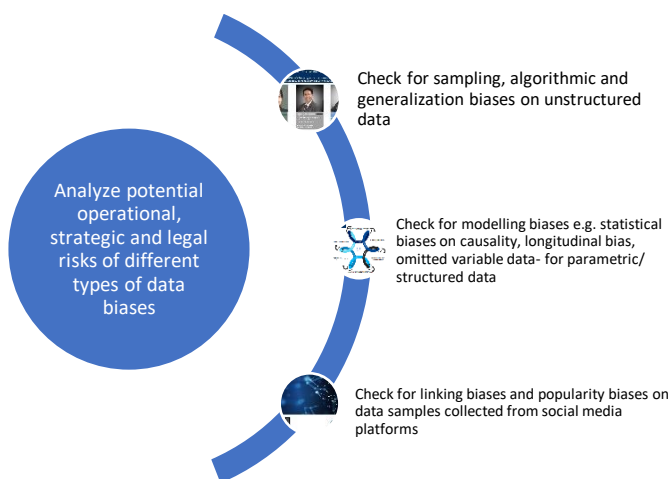 Analyze potential
operational,
strategic and legal
risks of different
types of data
biases
Check for sampling, algorithmic and
generalization biases on unstructured
data
Check for modelling biases e.g. statistical
biases on causality, longitudinal bias,
omitted variable data- for parametric/
structured data
Check for linking biases and popularity biases on
data samples collected from social media
platforms